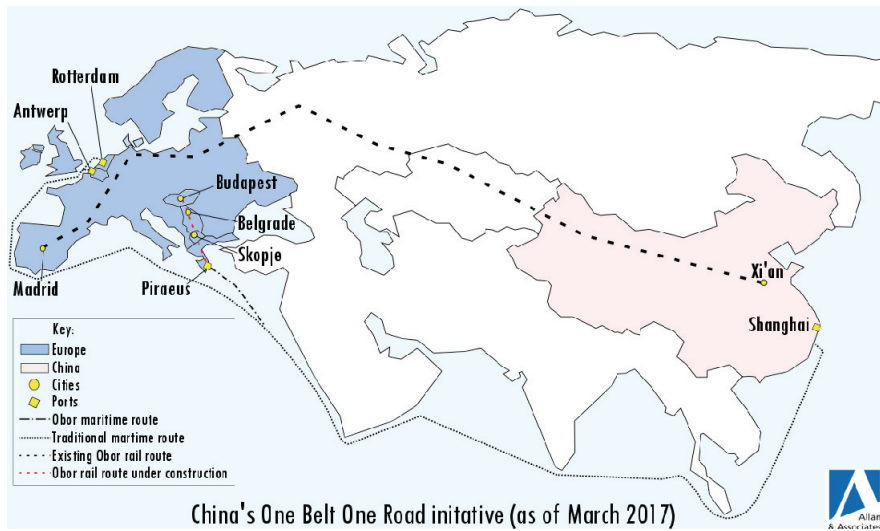 Rotterdam
Antwerp
Budapest
Belgrade
Skopje
Madrid
Piraeus
Xi'an
Shanghai
Key:
Europe
China
Cities
Ports
Obor maritime route
Traditional martime route
Existing Obor rail route
Obor rail route under construction
China's One Belt One Road initative (as of March 2017)
Allan
& Associates